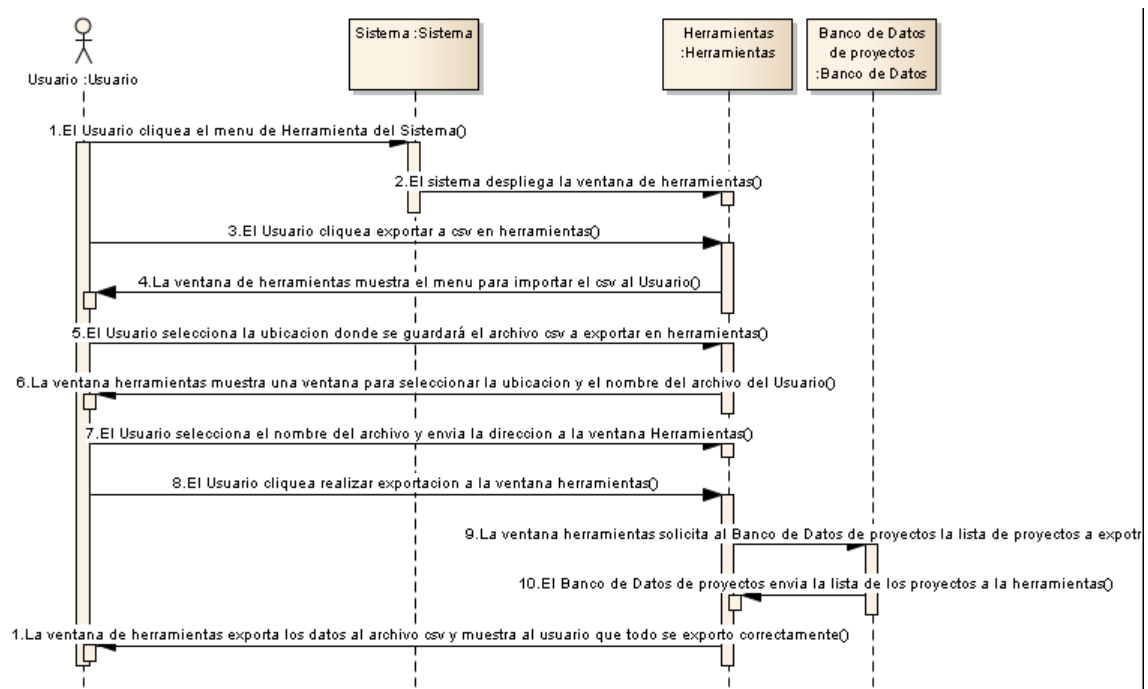 Sistema :Sistema
Herramientas
:Herramientas
Banco de Datos
de proyectos
:Banco de Datos
Usuario :Usuario
1.El Usuario cliquea el menu de Herramienta del Sistema()
2.El sistema despliega la ventana de herramientas()
3.El Usuario cliquea exportar a csv en herramientas()
4.La ventana de herramientas muestra el menu para importar el csv al Usuario()
5.El Usuario selecciona la ubicacion donde se guardará el archivo csv a exportar en herramientas()
6.La ventana herramientas muestra una ventana para seleccionar la ubicacion y el nombre del archivo del Usuario()
7.El Usuario selecciona el nombre del archivo y envia la direccion a la ventana Herramientas()
8.El Usuario cliquea realizar exportacion a la ventana herramientas()
9.La ventana herramientas solicita al Banco de Datos de proyectos la lista de proyectos a expotr
10.El Banco de Datos de proyectos envia la lista de los proyectos a la herramientas()
1.La ventana de herramientas exporta los datos al archivo csv y muestra al usuario que todo se exporto correctamente()